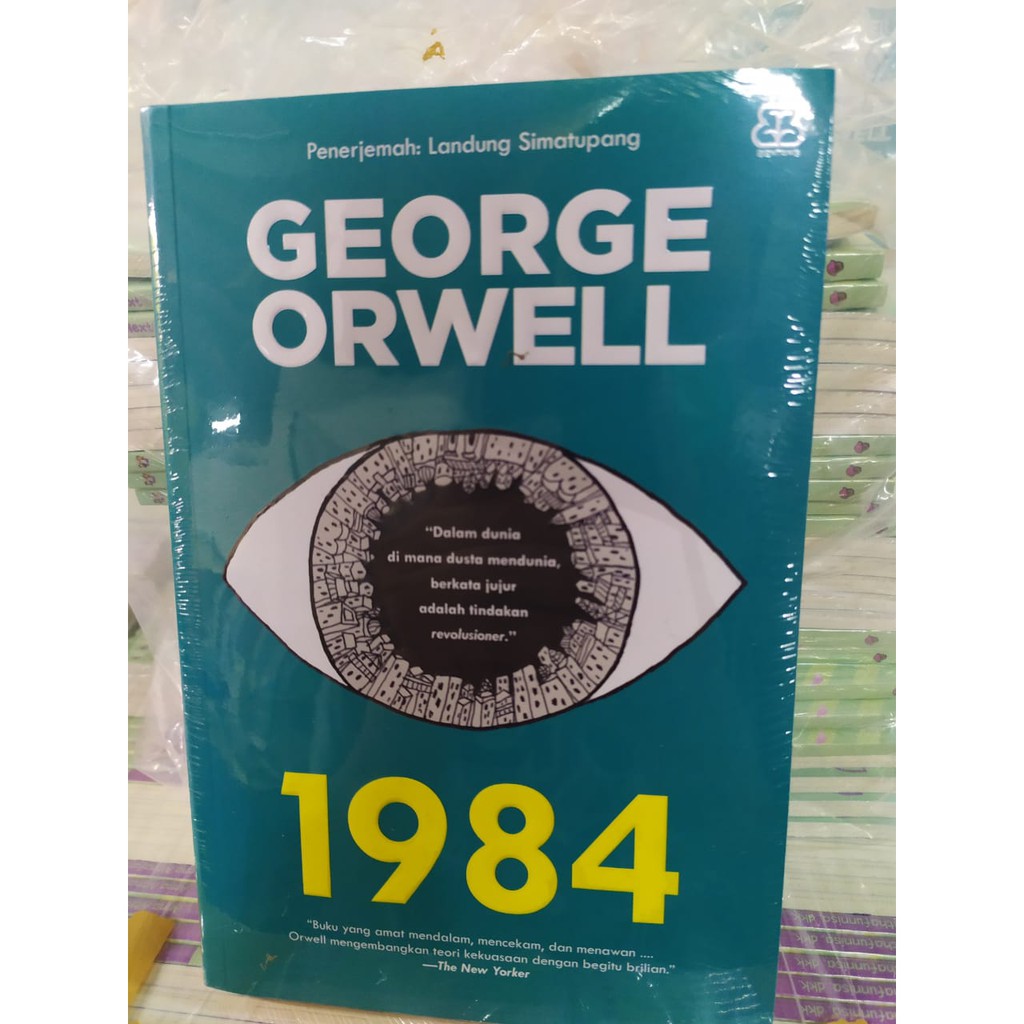 Penerjemah: Landung Simatupang
BENTANG
GEORGE
ORWELL
"Dalam dunia
di mana dusta mendunia,
berkata jujur
adalah tindakan
revolusioner."
1984
"Buku yang amat mendalam, mencekam, dan menawan ....
Orwell mengembangkan teori kekuasaan dengan begitu brilian."
—The New Yorker